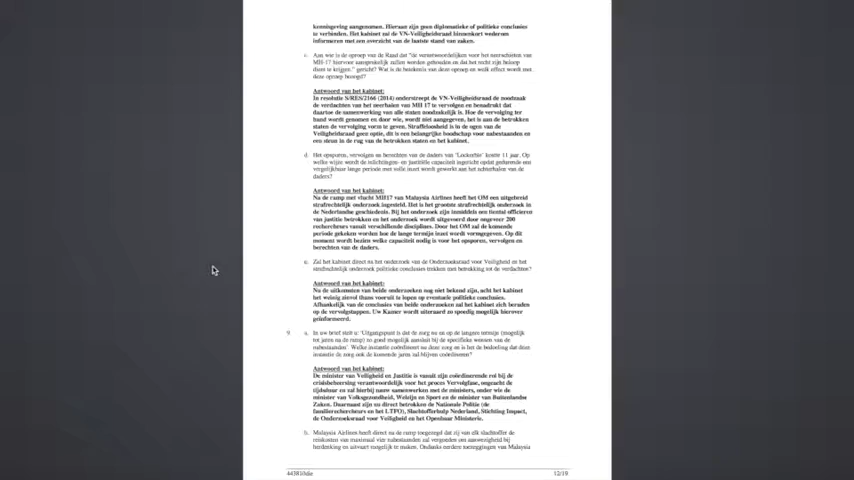 kennisgeving aangenomen. Hieraan zijn geen diplomatieke of politieke conclusies
te verbinden. Het kabinet zal de VN-Veiligheidsraad binnenkort wederom
informeren met een overzicht van de laatste stand van zaken.
c. Aan wie is de oproep van de Raad dat "de verantwoordelijken voor het neerschieten van
MH 17 hiervoor aansprakelijk zullen worden gehouden en dat het recht zijn beloop
dient te krijgen." gericht? Wat is de betekenis van deze oproep en welk effect wordt met
deze oproep beoogd?
Antwoord van het kabinet:
In resolutie S/RES/2166 (2014) onderstreept de VN-Veiligheidsraad de noodzaak
de verdachten van het neerhalen van MH 17 te vervolgen en benadrukt dat
daartoe de samenwerking van alle staten noodzakelijk is. Hoe de vervolging ter
hand wordt genomen en door wie, wordt niet aangegeven, het is aan de betrokken
staten de vervolging vorm te geven. Straffeloosheid is in de ogen van de
Veiligheidsraad geen optie, dit is een belangrijke boodschap voor nabestaanden en
een steun in de rug van de betrokken staten en het kabinet.
d. Het opsporen, vervolgen en berechten van de daders van 'Lockerbie' kostte 11 jaar. Op
welke wijze wordt de inlichtingen- en justitiële capaciteit ingericht opdat gedurende een
vergelijkbare lange periode met volle inzet wordt gewerkt aan het achterhalen van de
daders?
Antwoord van het kabinet:
Na de ramp met vlucht MH17 van Malaysia Airlines heeft het OM een uitgebreid
strafrechtelijk onderzoek ingesteld. Het is het grootste strafrechtelijk onderzoek in
de Nederlandse geschiedenis. Bij het onderzoek zijn inmiddels een tiental officieren
van justitie betrokken en het onderzoek wordt uitgevoerd door ongeveer 200
rechercheurs vanuit verschillende disciplines. Door het OM zal de komende
periode gekeken worden hoe de lange termijn inzet wordt vormgegeven. Op dit
moment wordt bezien welke capaciteit nodig is voor het opsporen, vervolgen en
berechten van de daders.
e. Zal het kabinet direct na het onderzoek van de Onderzoeksraad voor Veiligheid en het
strafrechtelijk onderzoek politieke conclusies trekken met betrekking tot de verdachten?
Antwoord van het kabinet:
Nu de uitkomsten van beide onderzoeken nog niet bekend zijn, acht het kabinet
het weinig zinvol thans vooruit te lopen op eventuele politieke conclusies.
Afhankelijk van de conclusies van beide onderzoeken zal het kabinet zich beraden
op de vervolgstappen. Uw Kamer wordt uiteraard zo spoedig mogelijk hierover
geïnformeerd.
9 a. In uw brief stelt u: 'Uitgangspunt is dat de zorg nu en op de langere termijn (mogelijk
tot jaren na de ramp) zo goed mogelijk aansluit bij de specifieke wensen van de
nabestaanden'. Welke instantie coördineert nu deze zorg en is het de bedoeling dat deze
instantie de zorg ook de komende jaren zal blijven coördineren?
Antwoord van het kabinet:
De minister van Veiligheid en Justitie is vanuit zijn coördinerende rol bij de
crisisbeheersing verantwoordelijk voor het proces Vervolgfase, ongeacht de
tijdsduur en zal hierbij nauw samenwerken met de ministers, onder wie de
minister van Volksgezondheid, Welzijn en Sport en de minister van Buitenlandse
Zaken. Daarnaast zijn zo direct betrokken de Nationale Politie (de
familierechercheurs en het LTFO), Slachtofferhulp Nederland, Stichting Impact,
de Onderzoeksraad voor Veiligheid en het Openbaar Ministerie.
b. Malaysia Airlines heeft direct na de ramp toegezegd dat zij van elk slachtoffer de
reiskosten van maximaal vier nabestaanden zal vergoeden om aanwezigheid bij
herdenking en uitvaart mogelijk te maken. Ondanks eerdere toezeggingen van Malaysia
12/19